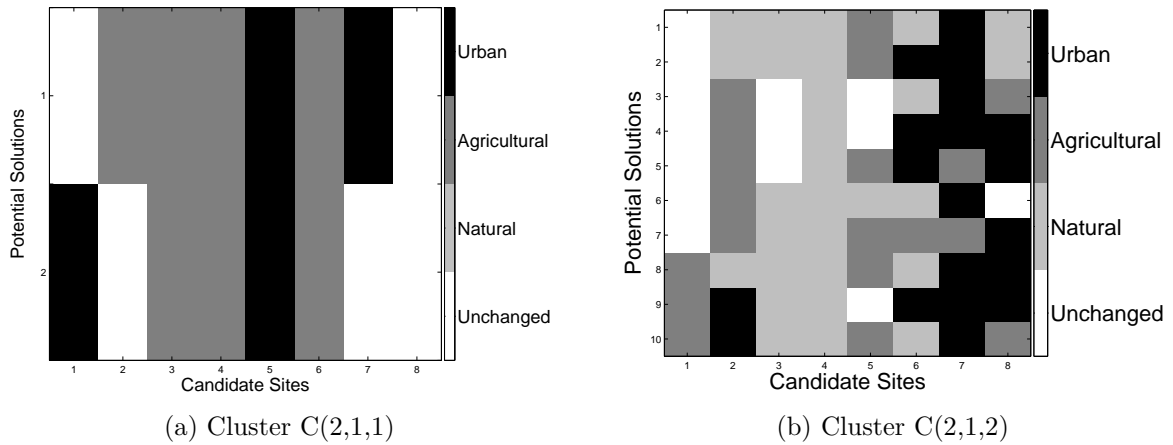 Potential Solutions
1
2
1 2 3 4 5 6 7 8
Candidate Sites
Urban
Agricultural
Natural
Unchanged
(a) Cluster C(2,1,1)
Potential Solutions
1
2
3
4
5
6
7
8
9
10
1 2 3 4 5 6 7 8
Candidate Sites
Urban
Agricultural
Natural
Unchanged
(b) Cluster C(2,1,2)